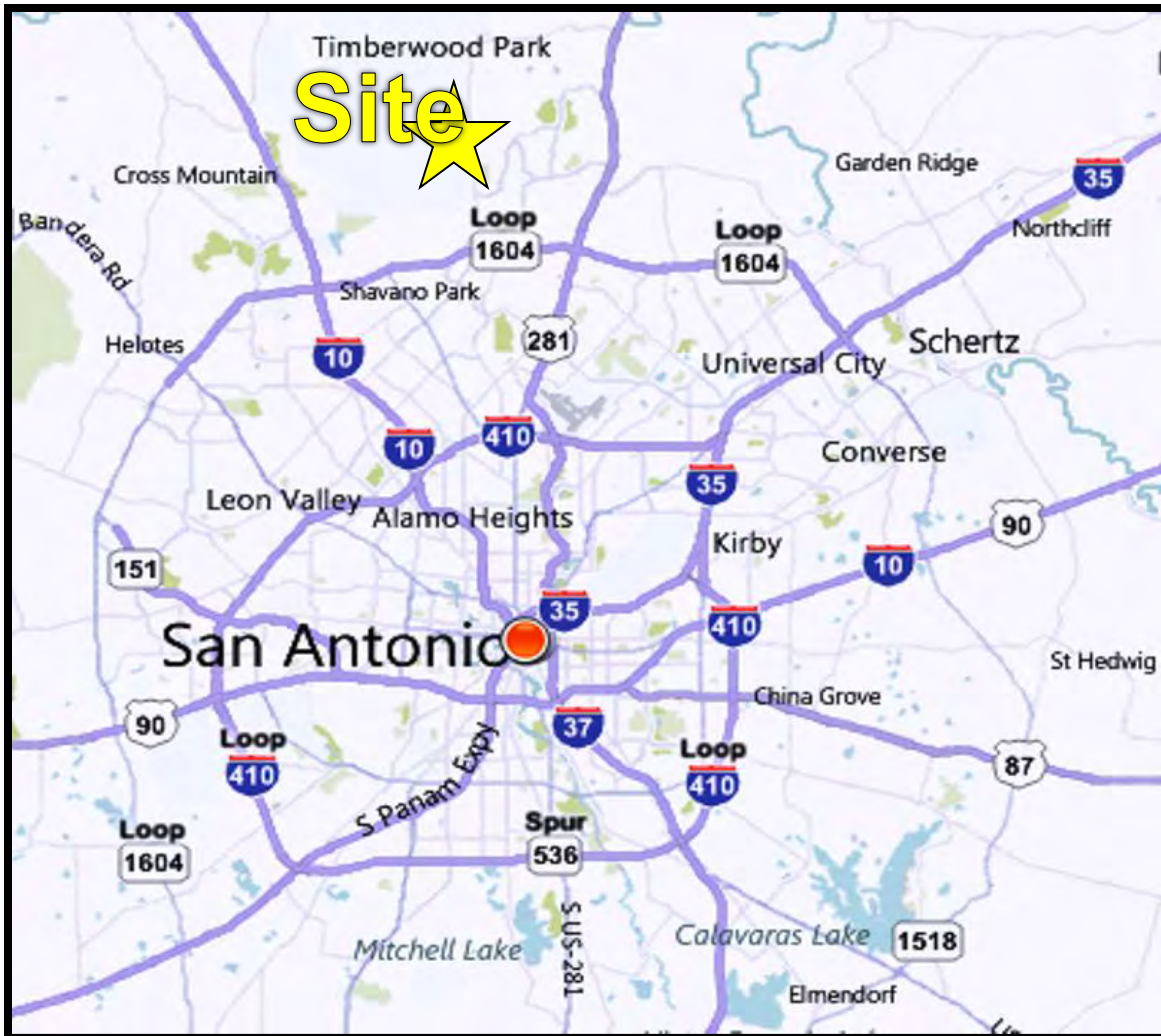 Timberwood Park
Site
Cross Mountain
Garden Ridge
35
Bandera Rd
Loop
1604
Loop
1604
Northcliff
Shavano Park
Helotes
10
281
Universal City
Schertz
10
410
Converse
35
Leon Valley
Alamo Heights
90
Kirby
151
10
35
410
San Antonio
St Hedwig
China Grove
90
37
Loop
410
Loop
410
87
S Panam Expy
Loop
1604
Spur
536
S US-281
Mitchell Lake
Calavaras Lake
1518
Elmendorf